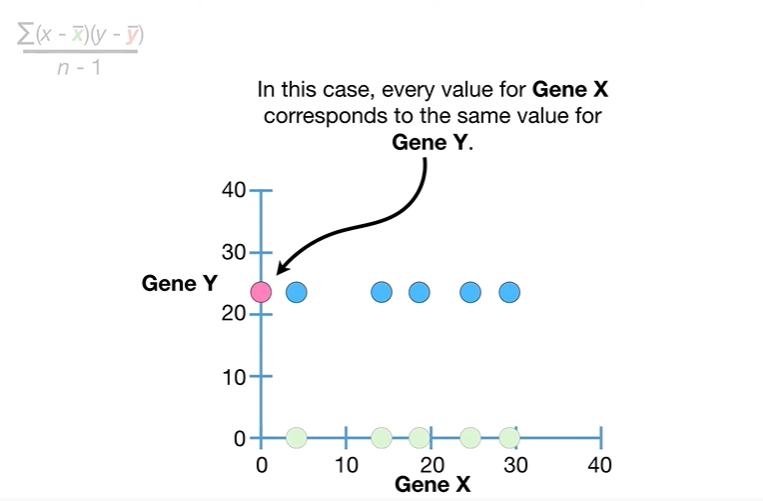 ∑(x - x̅)(y - y̅)
n - 1
In this case, every value for Gene X
corresponds to the same value for
Gene Y.
40
30
Gene Y
20
10
0
0 10 20 30 40
Gene X